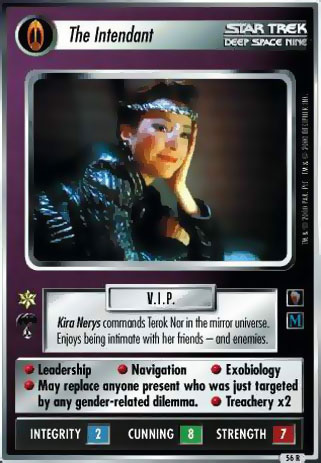 The Intendant
STAR TREK
DEEP SPACE NINE
V.I.P.
Kira Nerys commands Terok Nor in the mirror universe.
Enjoys being intimate with her friends – and enemies.
M
• Leadership • Navigation • Exobiology
• May replace anyone present who was just targeted
by any gender-related dilemma. • Treachery x2
INTEGRITY 2 CUNNING 8 STRENGTH 7
56 R